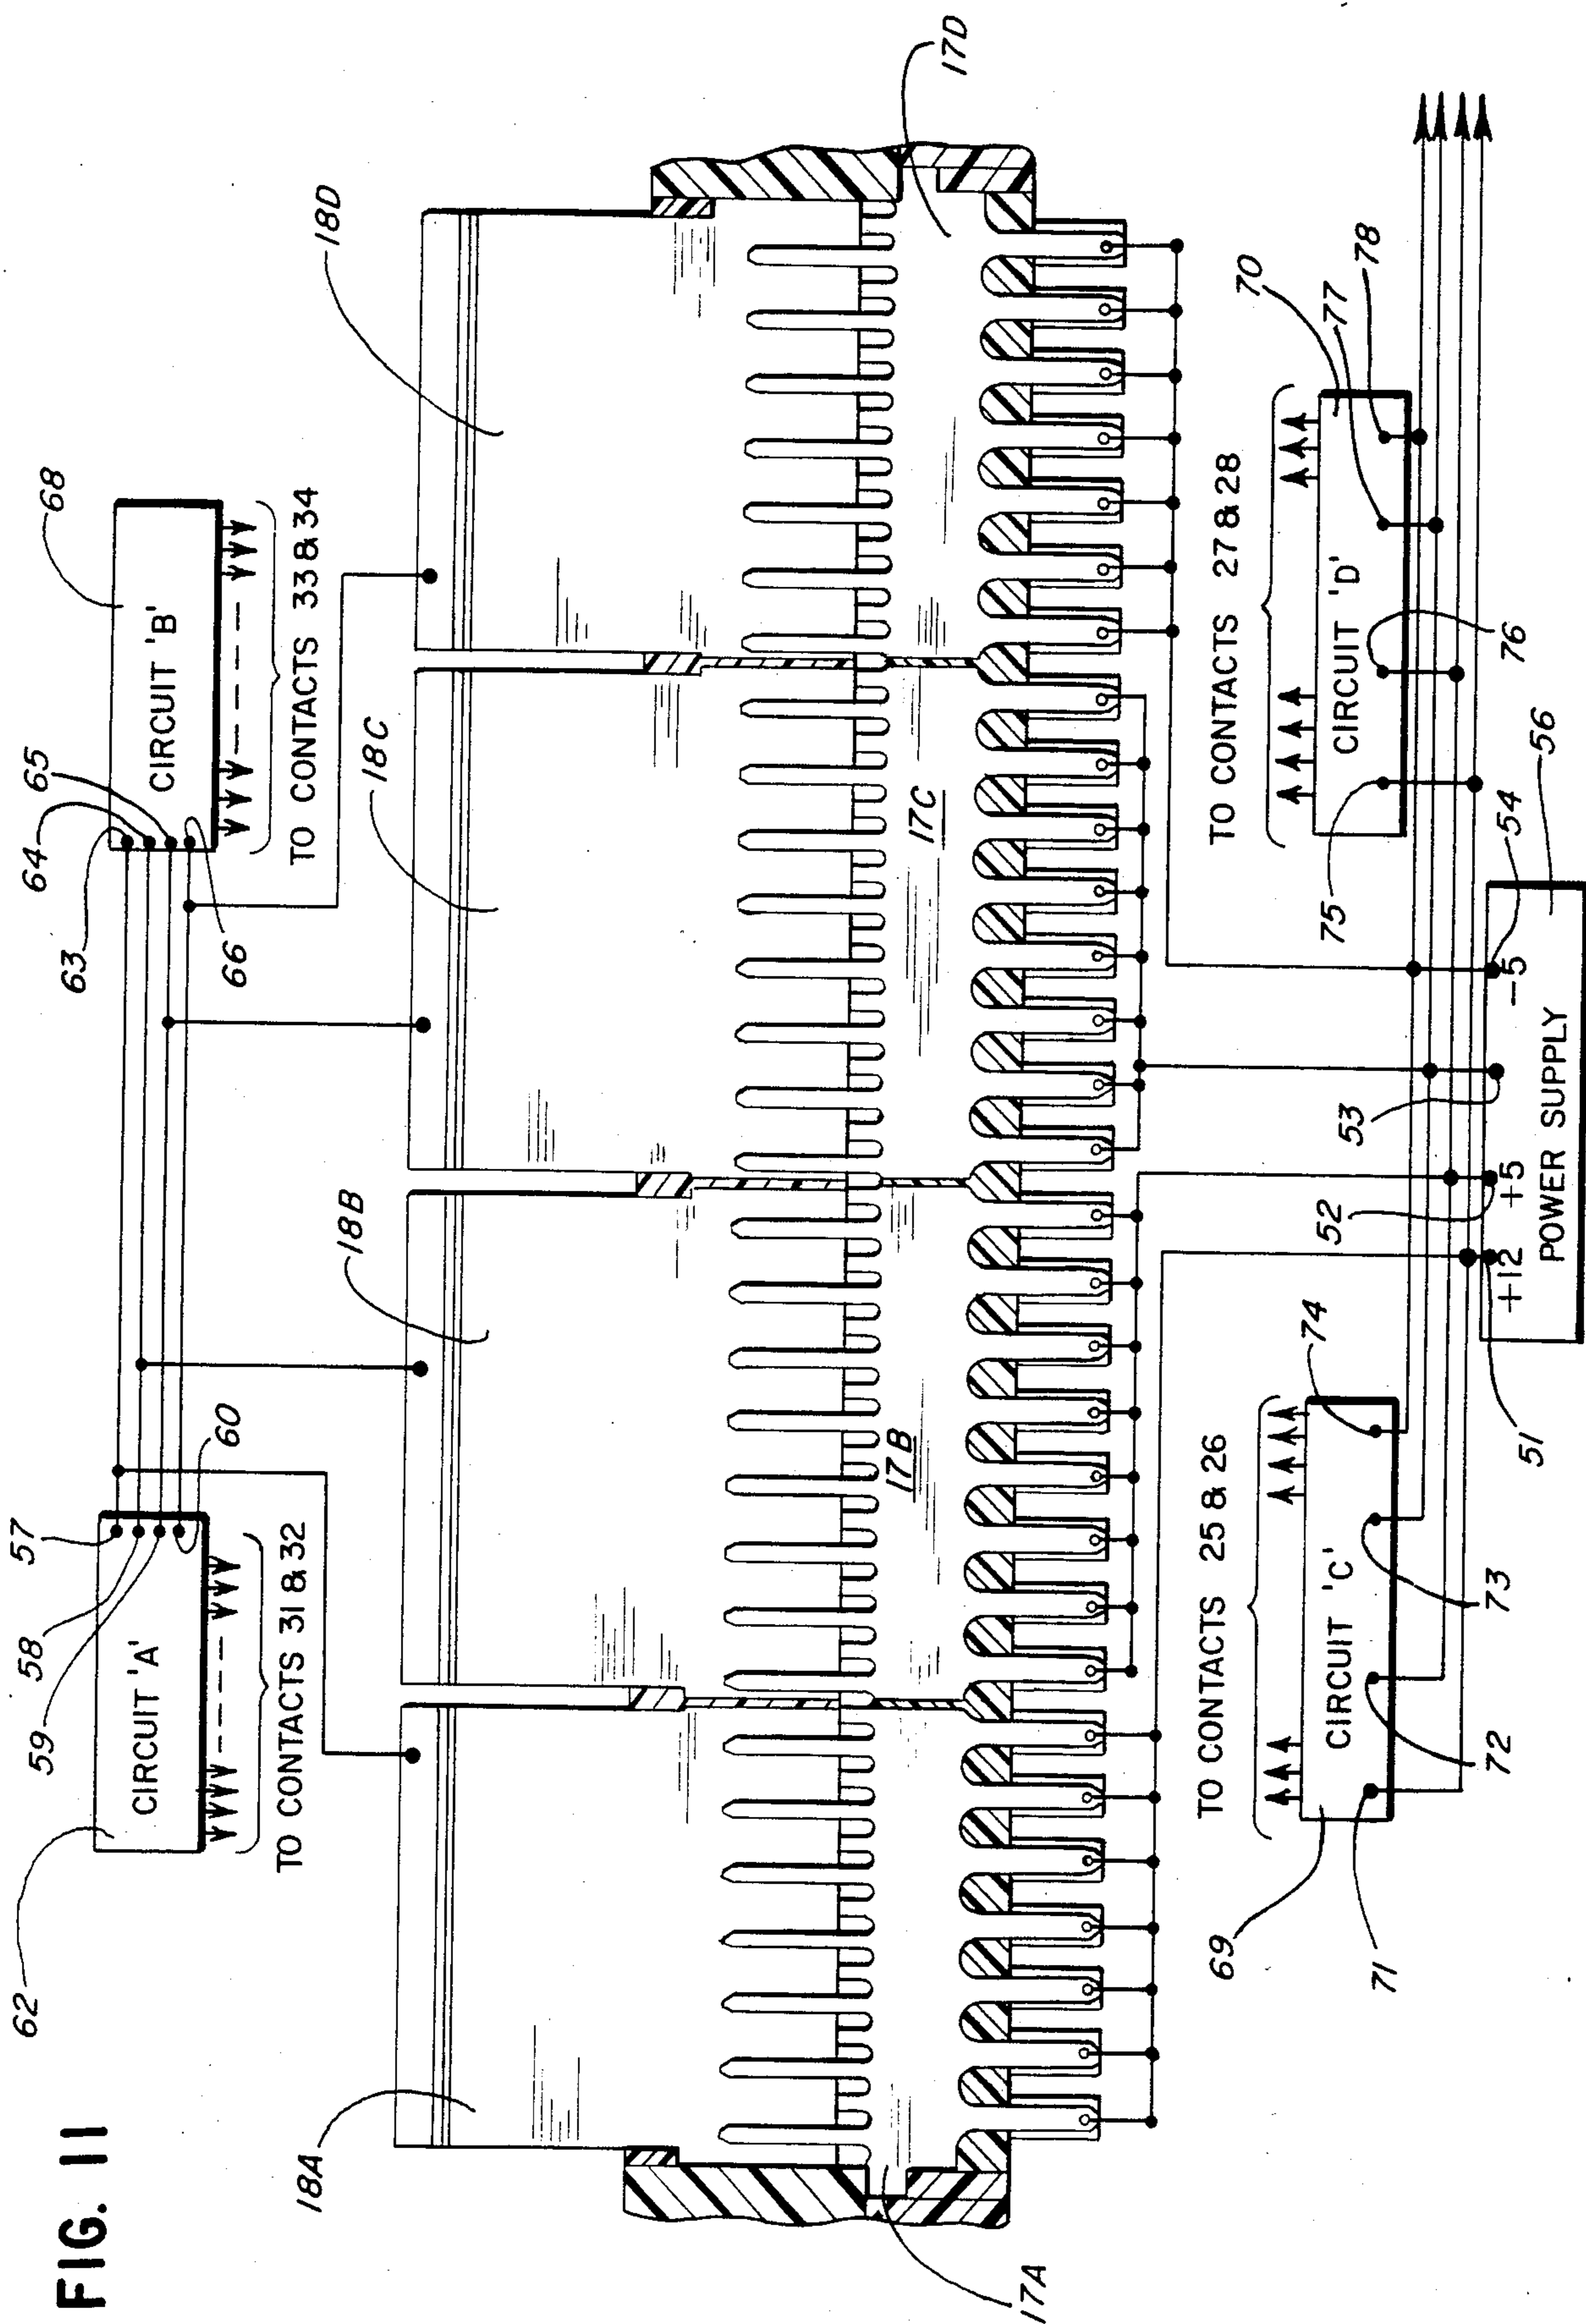 FIG. 11
62
58
57
59
60
CIRCUIT 'A'
TO CONTACTS 31 & 32
63
64
65
66
68
CIRCUIT 'B'
TO CONTACTS 33 & 34
18A
18B
18C
18D
17A
17B
17C
17D
TO CONTACTS 25 & 26
CIRCUIT 'C'
69
71
72
73
74
TO CONTACTS 27 & 28
CIRCUIT 'D'
70
77
78
75
76
51
52
53
54
+12
+5
-5
POWER SUPPLY
56